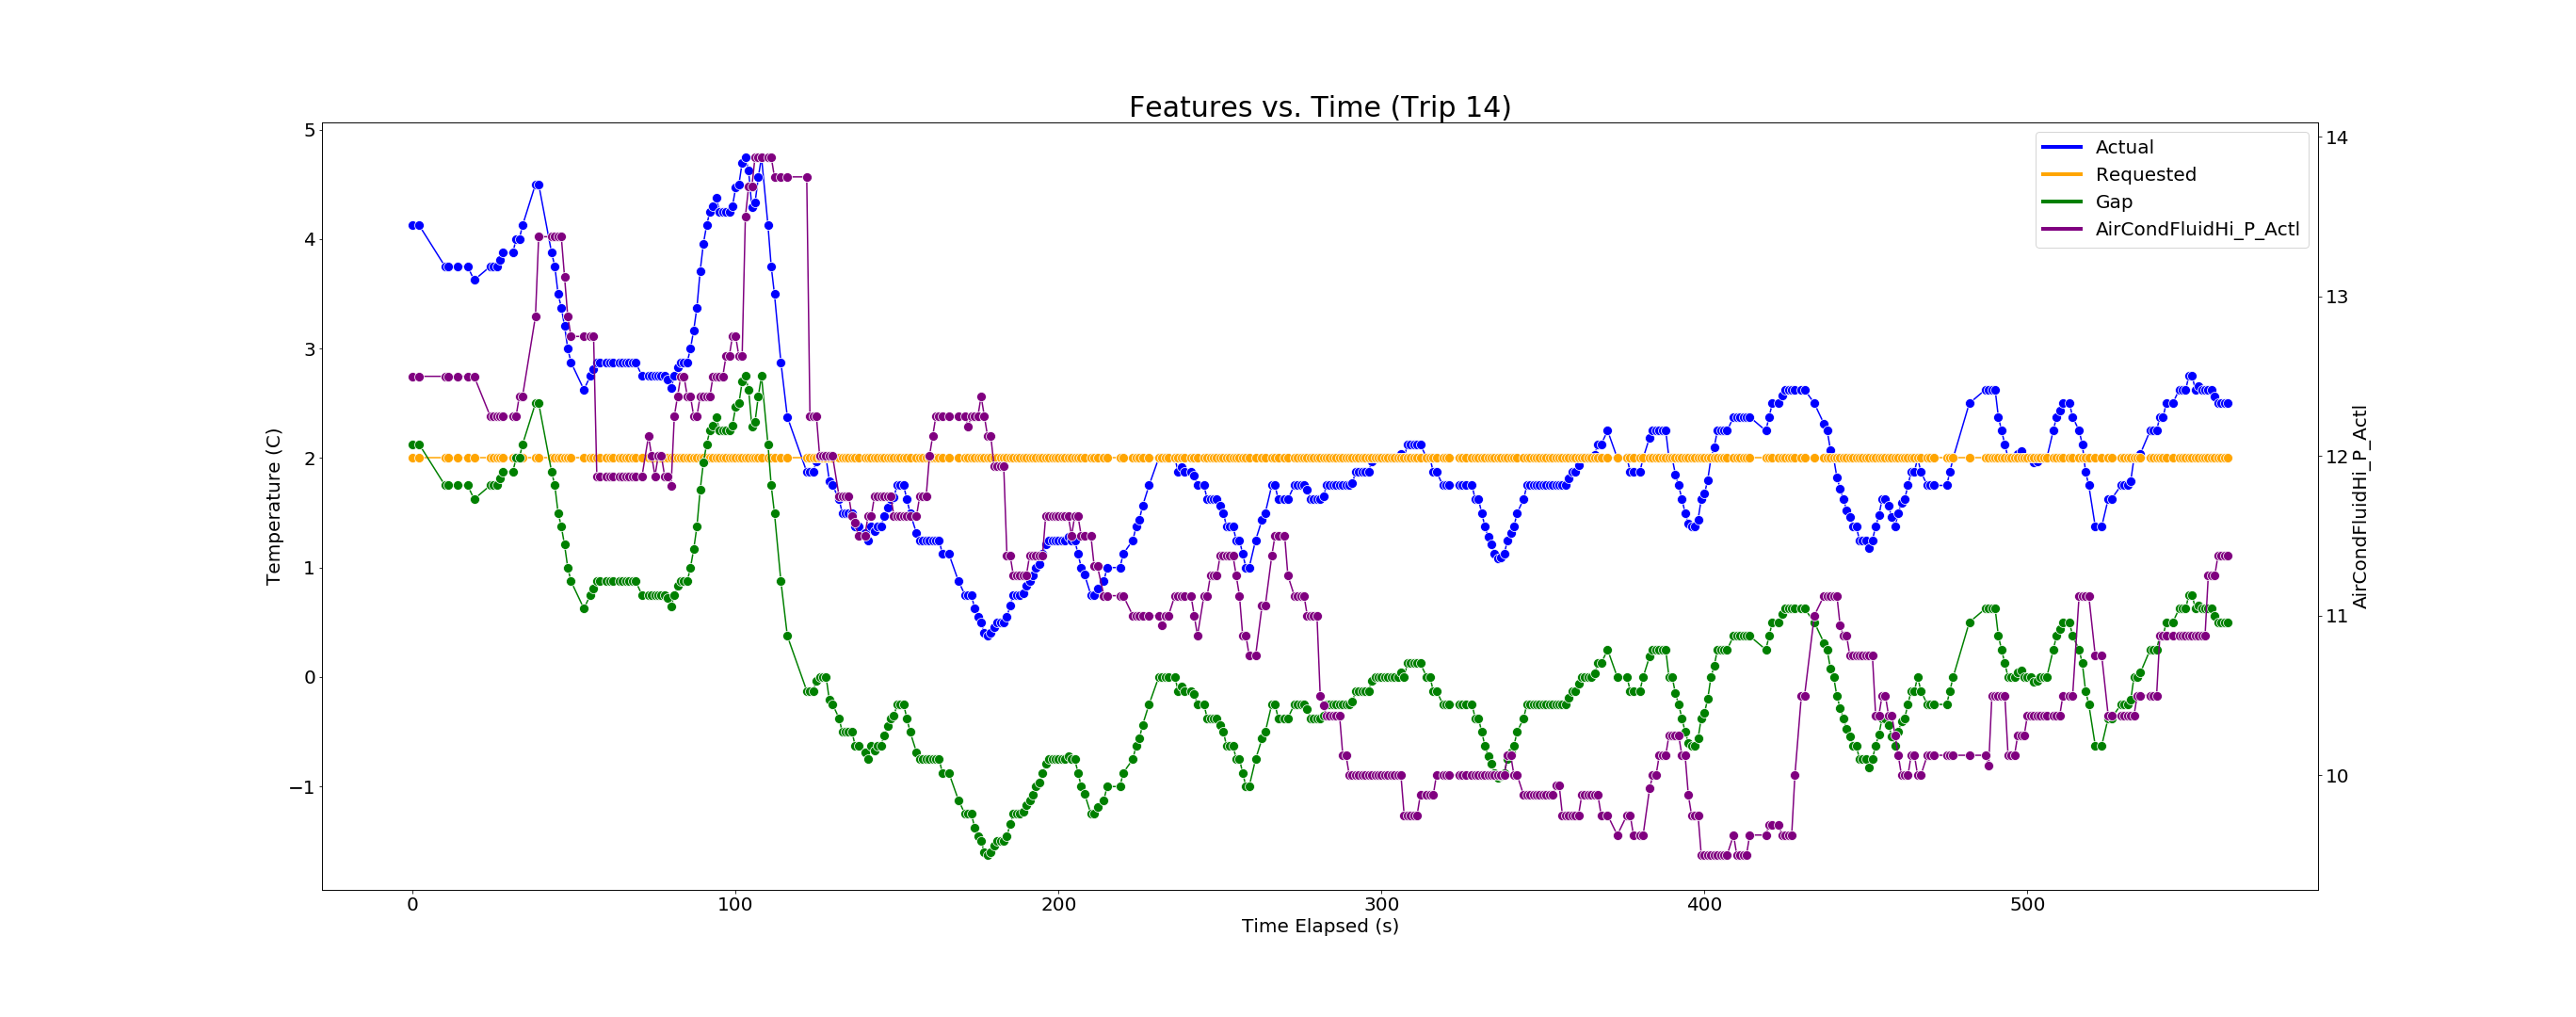 Features vs. Time (Trip 14)
5
4
3
2
1
0
−1
Temperature (C)
14
13
12
11
10
AirCondFluidHi_P_Actl
Actual
Requested
Gap
AirCondFluidHi_P_Actl
0 100 200 300 400 500
Time Elapsed (s)